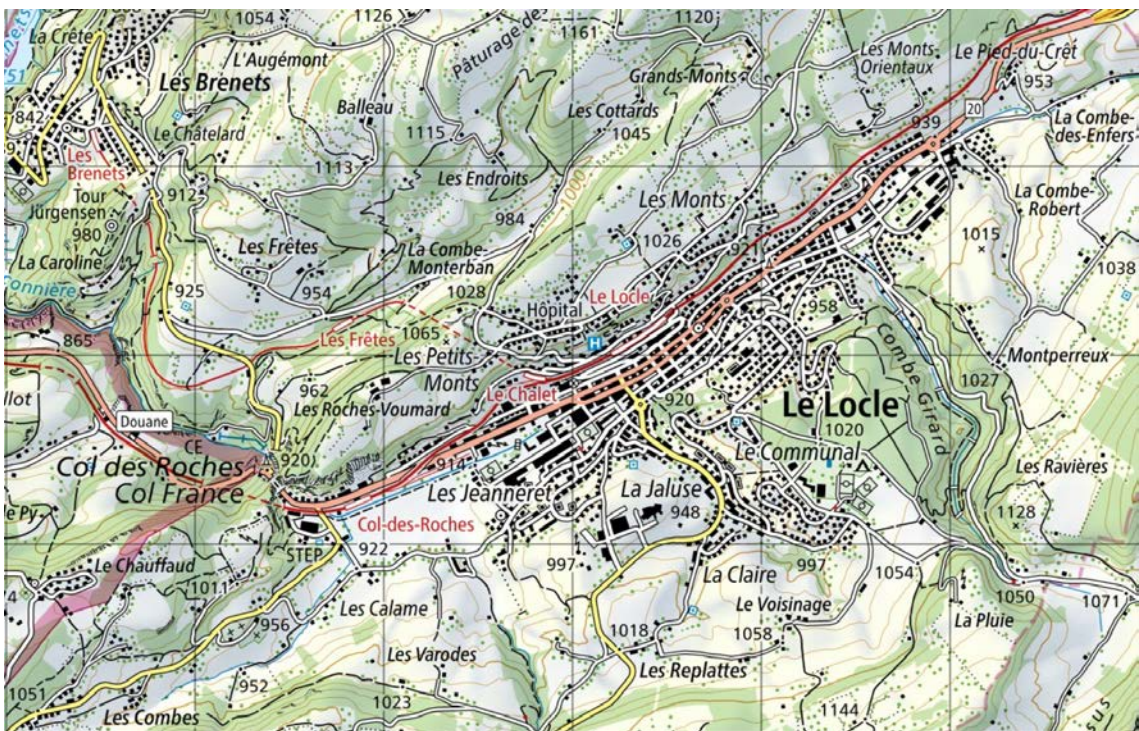 1054
1126
1161
1120
La Crête
L'Augémont
Pâturage des
Les Monts-
Orientaux
Le Pied-du-Crêt
953
Les Brenets
Balleau
Grands-Monts
20
842
Le Châtelard
1115
Les Cottards
1045
939
La Combe-
des-Enfers
Les
Brenets
1113
Les Endroits
1000
Tour
Jürgensen
912
Les Monts
La Combe-
Robert
980
984
1026
921
1015
La Caroline
Les Frêtes
La Combe-
Monterban
1038
925
954
1028
Hôpital
Le Locle
958
865
Les Frêtes
1065
H
Les Petits
Monts
Combe-Girard
Montperreux
962
Le Chalet
1027
Les Roches-Voumard
920
Le Locle
Douane
CE
1020
Col des Roches
920
914
Le Communal
Les Ravières
Col France
Les Jeanneret
La Jaluse
948
1128
Col-des-Roches
STEP
922
Le Chauffaud
997
997
1054
1011
La Claire
1050
1071
Les Calame
Le Voisinage
La Pluie
956
1018
1058
Les Varodes
Les Replattes
1051
952
1023
Les Combes
1144